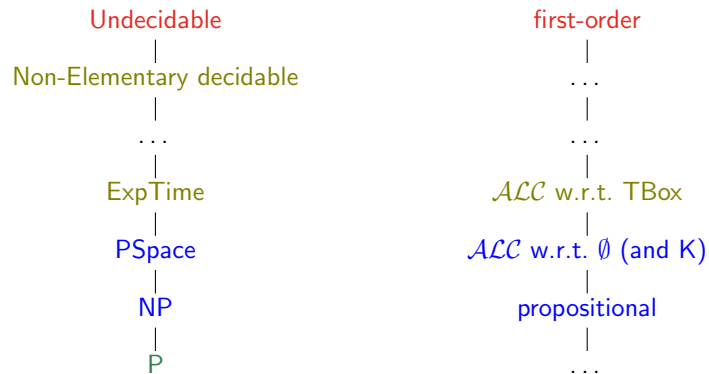 Undecidable first-order
Non-Elementary decidable ...
... ...
ExpTime 𝒜ℒ𝒞 w.r.t. TBox
PSpace 𝒜ℒ𝒞 w.r.t. ∅ (and K)
NP propositional
P ...